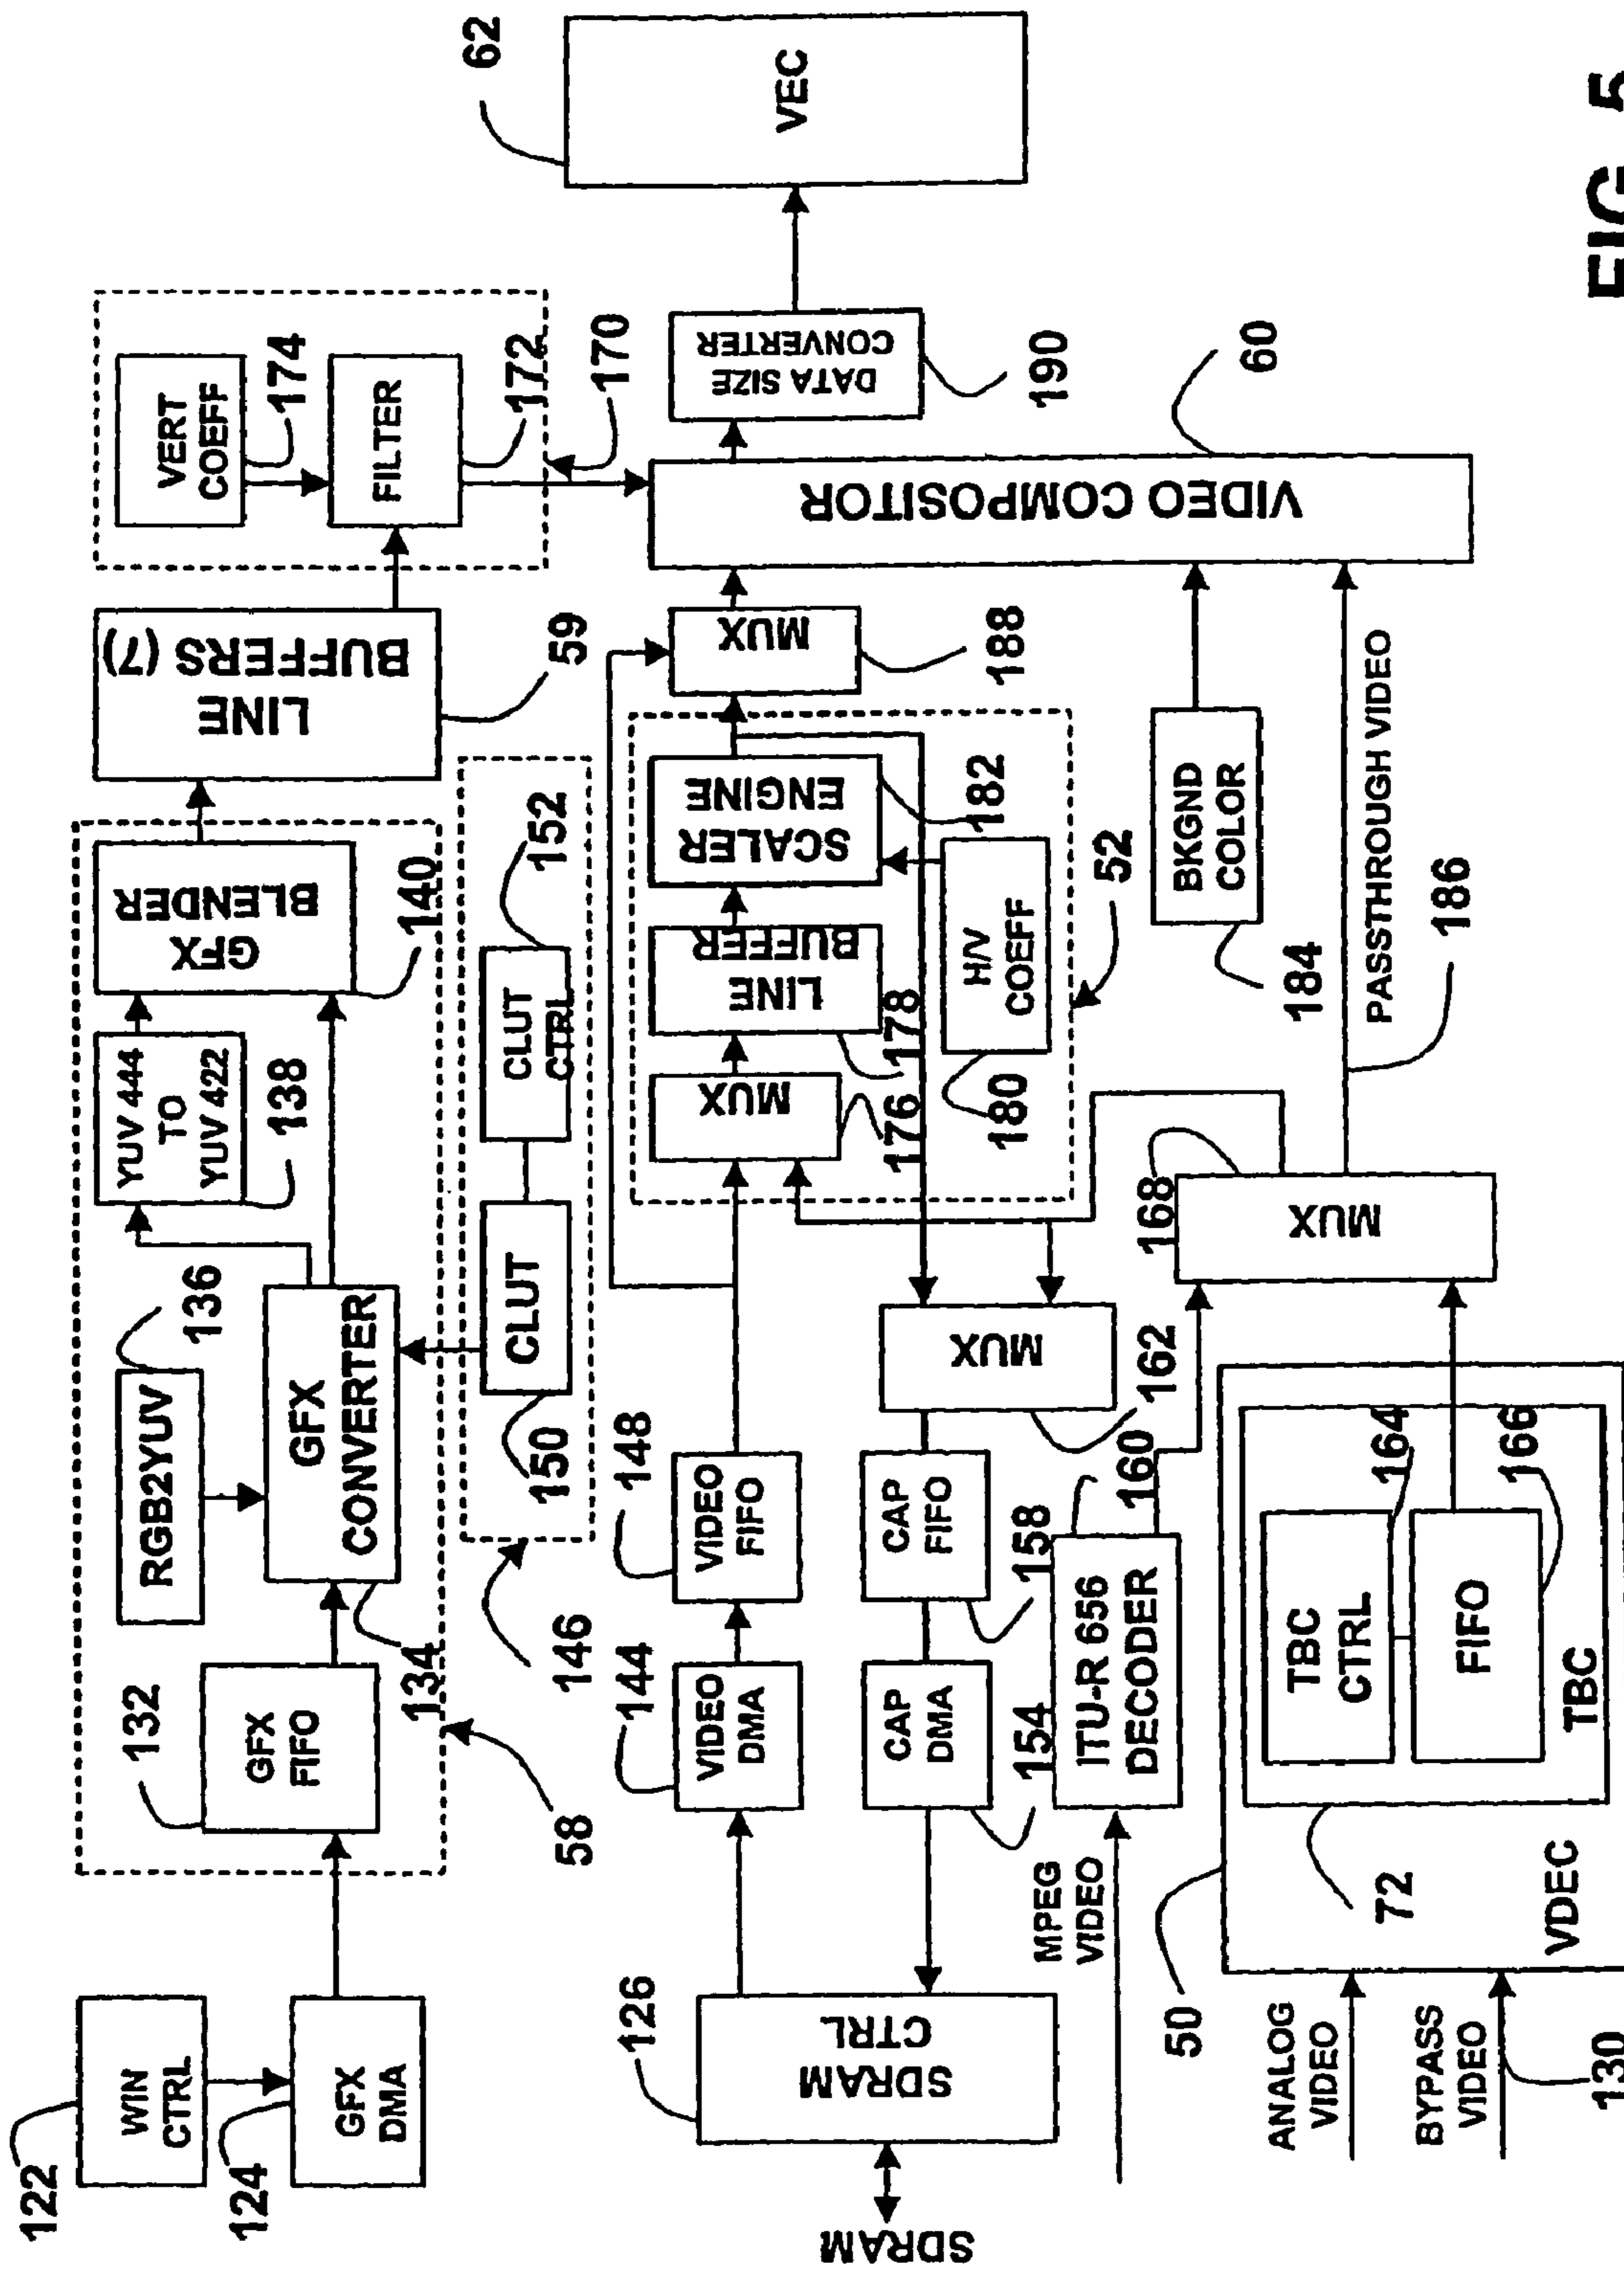 122
WIN
CTRL
124
GFX
DMA
132
GFX
FIFO
134
RGB2YUV
136
GFX
CONVERTER
YUV 444
TO
YUV 422
138
GFX
BLENDER
140
58
LINE
BUFFERS (7)
59
VERT
COEFF
174
FILTER
172
170
CLUT
150
CLUT
CTRL
152
146
SDRAM
SDRAM
CTRL
126
VIDEO
DMA
144
VIDEO
FIFO
148
CAP
DMA
154
CAP
FIFO
158
MUX
162
MUX
176
LINE
BUFFER
178
SCALER
ENGINE
182
H/V
COEFF
180
52
MUX
188
VIDEO COMPOSITOR
60
DATA SIZE
CONVERTER
190
VEC
62
MPEG
VIDEO
ITU-R 656
DECODER
160
MUX
168
BKGND
COLOR
184
PASSTHROUGH VIDEO
186
ANALOG
VIDEO
BYPASS
VIDEO
130
50
VDEC
72
TBC
CTRL
164
FIFO
166
TBC
FIG. 5